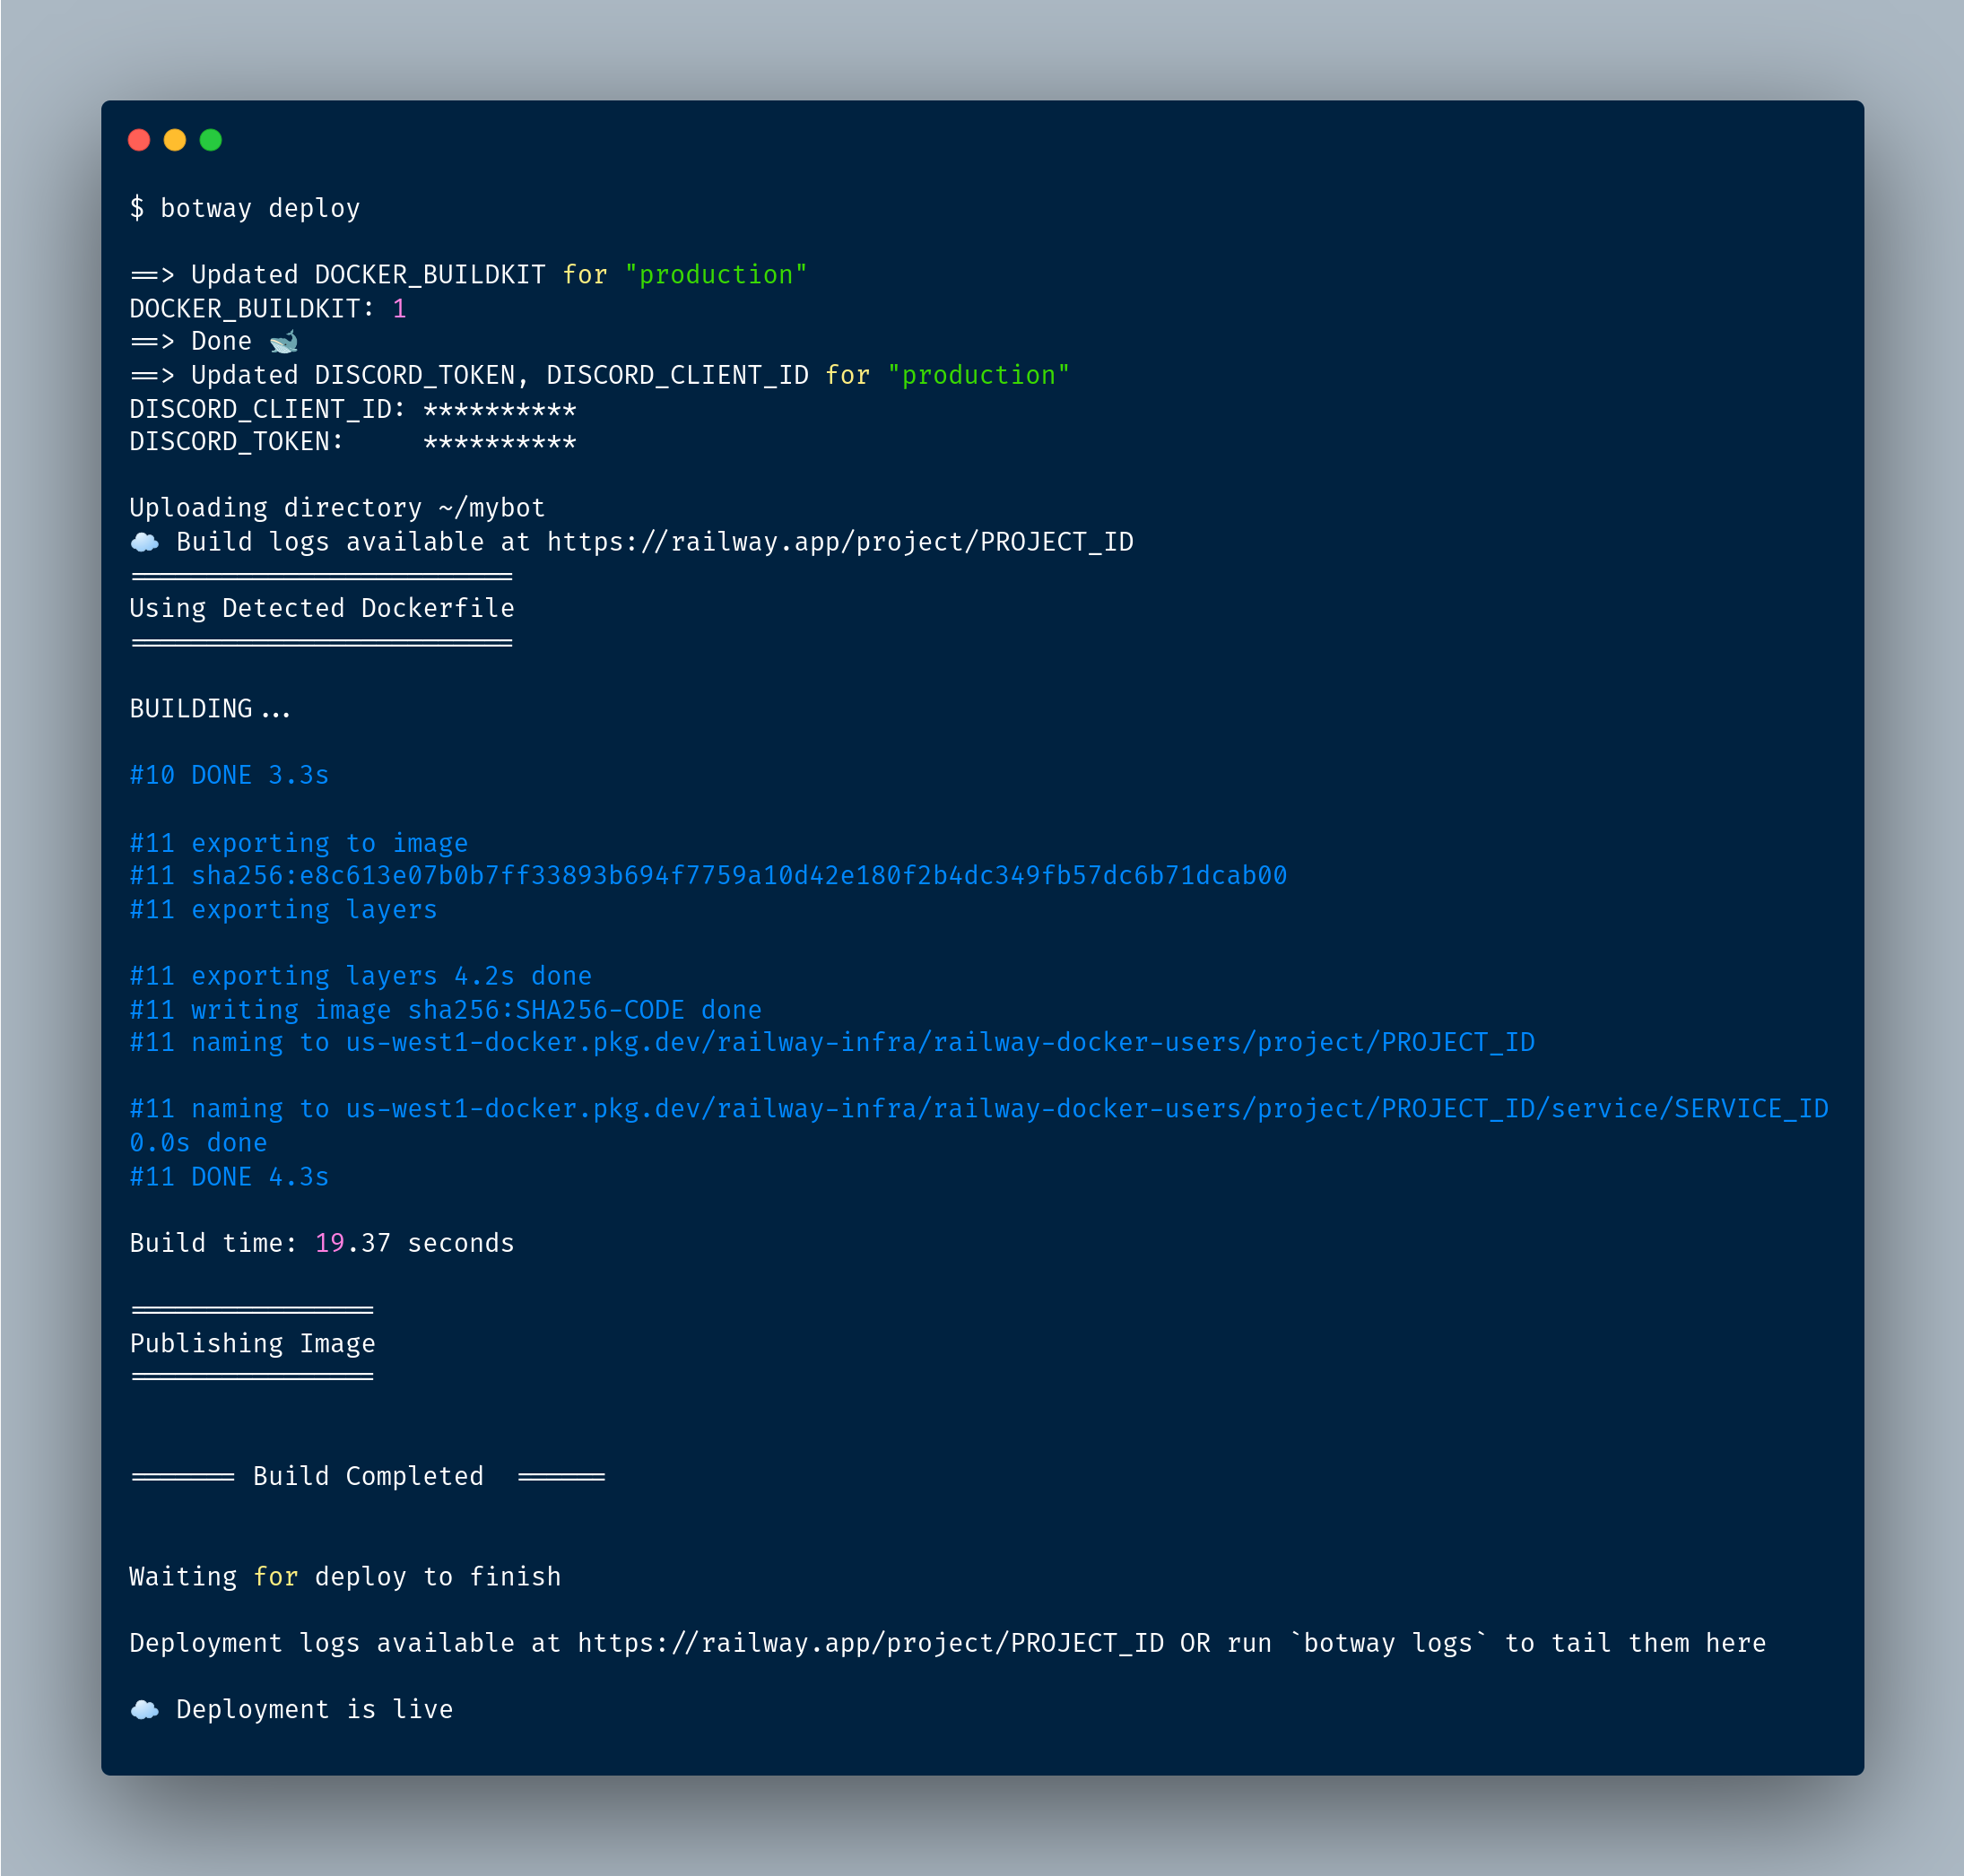 $ botway deploy
==> Updated DOCKER_BUILDKIT for "production"
DOCKER_BUILDKIT: 1
==> Done 🐳
==> Updated DISCORD_TOKEN, DISCORD_CLIENT_ID for "production"
DISCORD_CLIENT_ID: **********
DISCORD_TOKEN:     **********
Uploading directory ~/mybot
☁️ Build logs available at https://railway.app/project/PROJECT_ID
=========================
Using Detected Dockerfile
=========================
BUILDING...
#10 DONE 3.3s
#11 exporting to image
#11 sha256:e8c613e07b0b7ff33893b694f7759a10d42e180f2b4dc349fb57dc6b71dcab00
#11 exporting layers
#11 exporting layers 4.2s done
#11 writing image sha256:SHA256-CODE done
#11 naming to us-west1-docker.pkg.dev/railway-infra/railway-docker-users/project/PROJECT_ID
#11 naming to us-west1-docker.pkg.dev/railway-infra/railway-docker-users/project/PROJECT_ID/service/SERVICE_ID
0.0s done
#11 DONE 4.3s
Build time: 19.37 seconds
================
Publishing Image
================
======= Build Completed  ======
Waiting for deploy to finish
Deployment logs available at https://railway.app/project/PROJECT_ID OR run `botway logs` to tail them here
☁️ Deployment is live